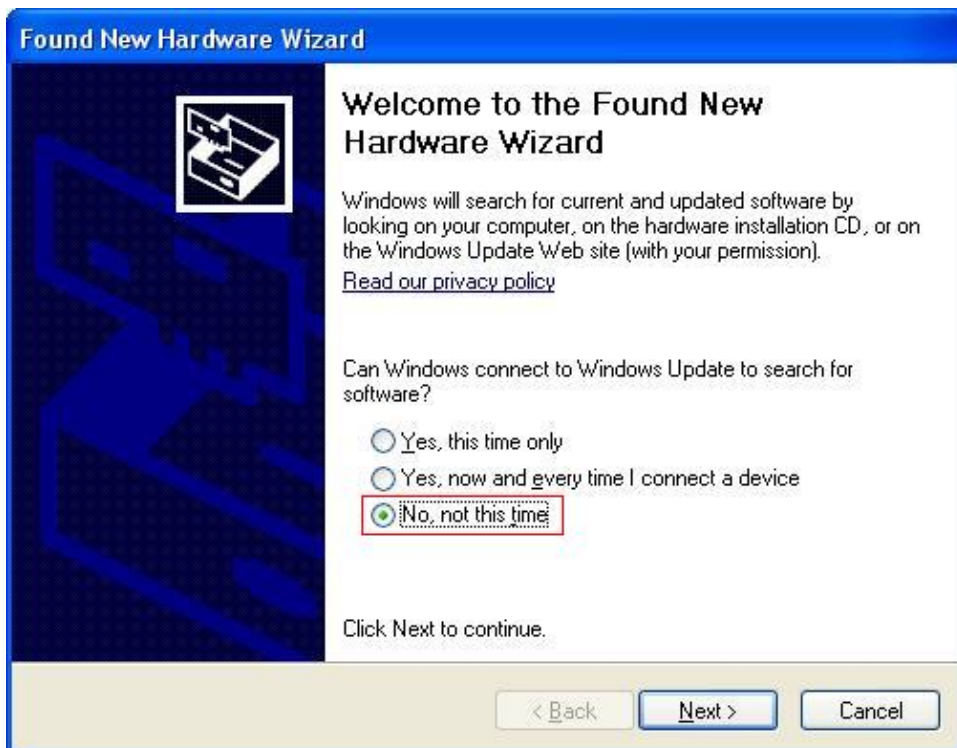 Found New Hardware Wizard
Welcome to the Found New
Hardware Wizard
Windows will search for current and updated software by
looking on your computer, on the hardware installation CD, or on
the Windows Update Web site (with your permission).
Read our privacy policy
Can Windows connect to Windows Update to search for
software?
Yes, this time only
Yes, now and every time I connect a device
No, not this time
Click Next to continue.
< Back
Next >
Cancel